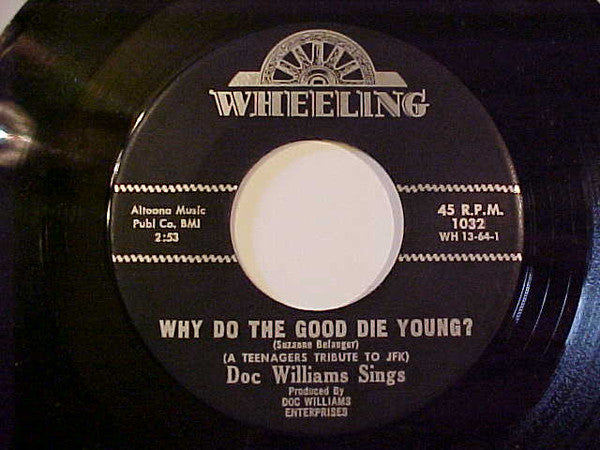 WHEELING
Altoona Music
Publ Co, BMI
2:53
45 R.P.M.
1032
WH 13-64-1
WHY DO THE GOOD DIE YOUNG?
(Suzanne Belanger)
(A TEENAGERS TRIBUTE TO JFK)
Doc Williams Sings
Produced By
DOC WILLIAMS
ENTERPRISES